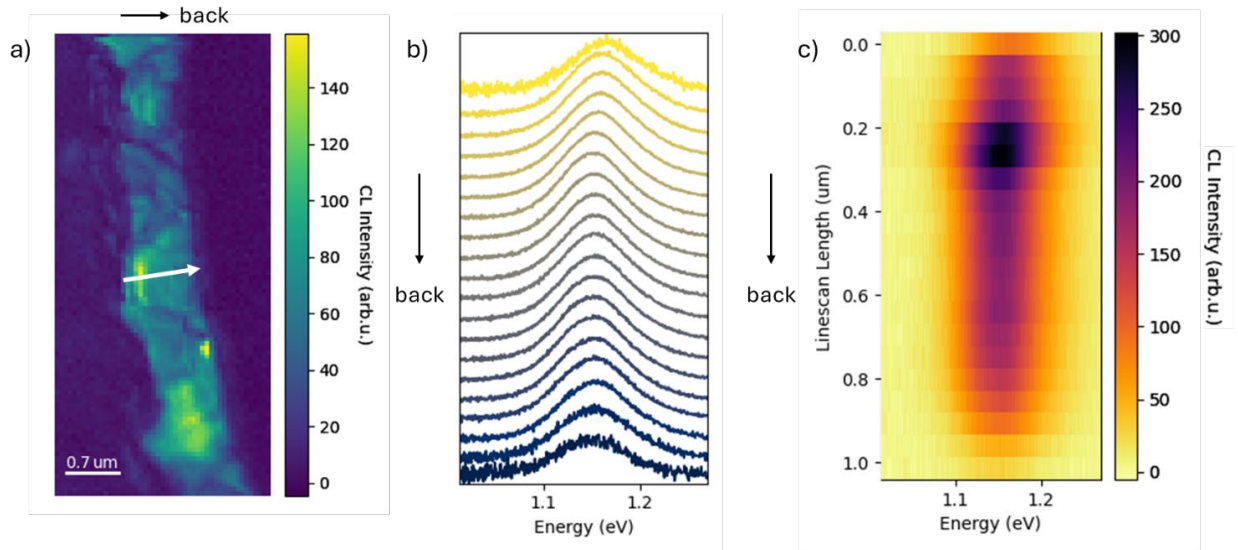 → back
a)
140
120
100
80
60
40
20
0
CL Intensity (arb.u.)
0.7 um
b)
back
1.1
1.2
Energy (eV)
c)
back
Linescan Length (um)
0.0
0.2
0.4
0.6
0.8
1.0
1.1
1.2
Energy (eV)
300
250
200
150
100
50
0
CL Intensity (arb.u.)